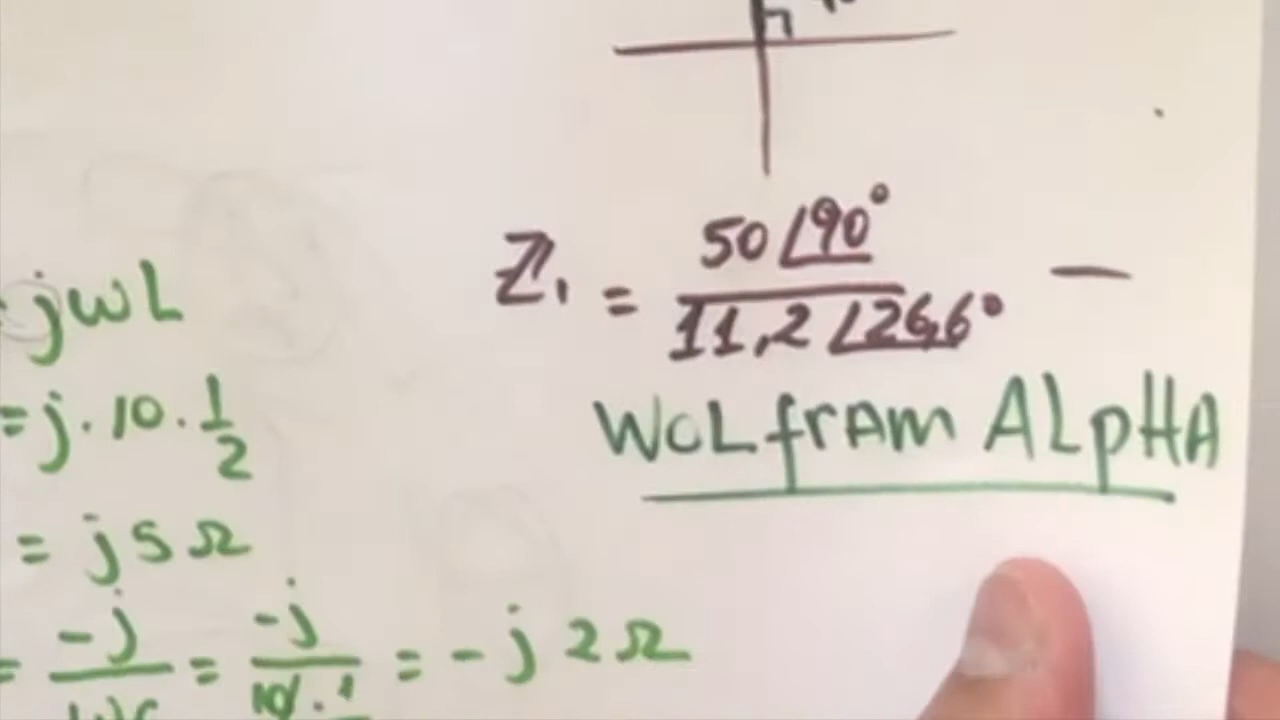 Z₁ = 50∠90° / 11,2∠26,6° —
WOLfrAm ALpHA
jωL
= j · 10 · 1/2
= j5Ω
= -j/ωc = -j/10 · 1 = -j2Ω